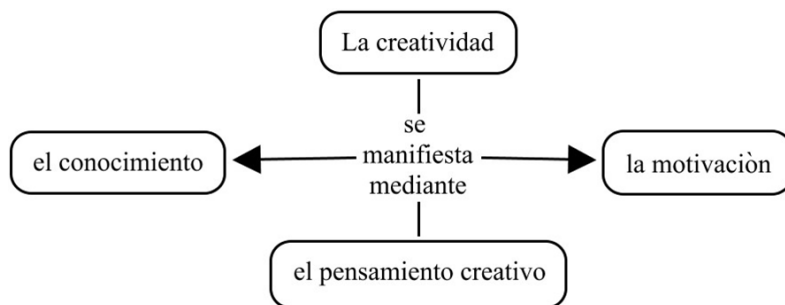 La creatividad
se
manifiesta
mediante
el conocimiento
la motivaciòn
el pensamiento creativo